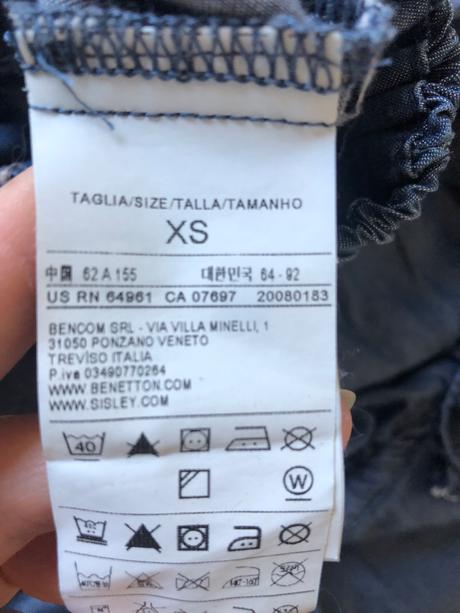 TAGLIA/SIZE/TALLA/TAMANHO
XS
中国 62 A 155 대한민국 64-92
US RN 64961 CA 07697 20080183
BENCOM SRL - VIA VILLA MINELLI, 1
31050 PONZANO VENETO
TREVISO ITALIA
P.iva 03490770264
WWW.BENETTON.COM
WWW.SISLEY.COM
40
W